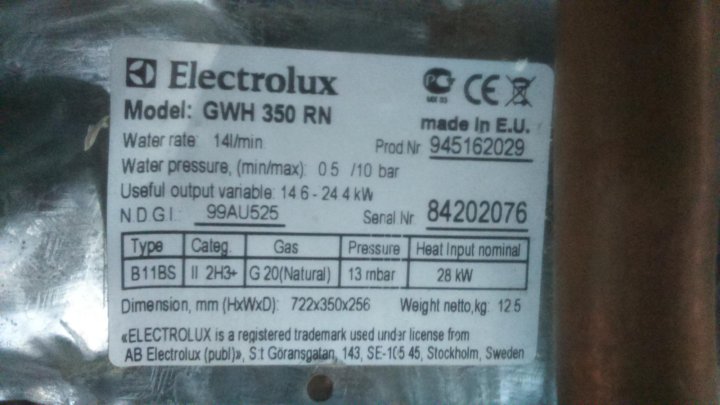 Electrolux
Model: GWH 350 RN
Water rate 14l/min
Water pressure, (min/max): 0 5 /10 bar
Useful output variable: 14 6 - 24 4 kW
N D G I : 99AU525
CE
made in E.U.
Prod Nr 945162029
Serial Nr. 84202076
Type Categ. Gas Pressure Heat Input nominal
B11BS II 2H3+ G 20(Natural) 13 mbar 28 kW
Dimension, mm (HxWxD): 722x350x256 Weight netto,kg: 12 5
«ELECTROLUX is a registered trademark used under license from
AB Electrolux (publ)», S:t Göransgatan, 143, SE-105 45, Stockholm, Sweden